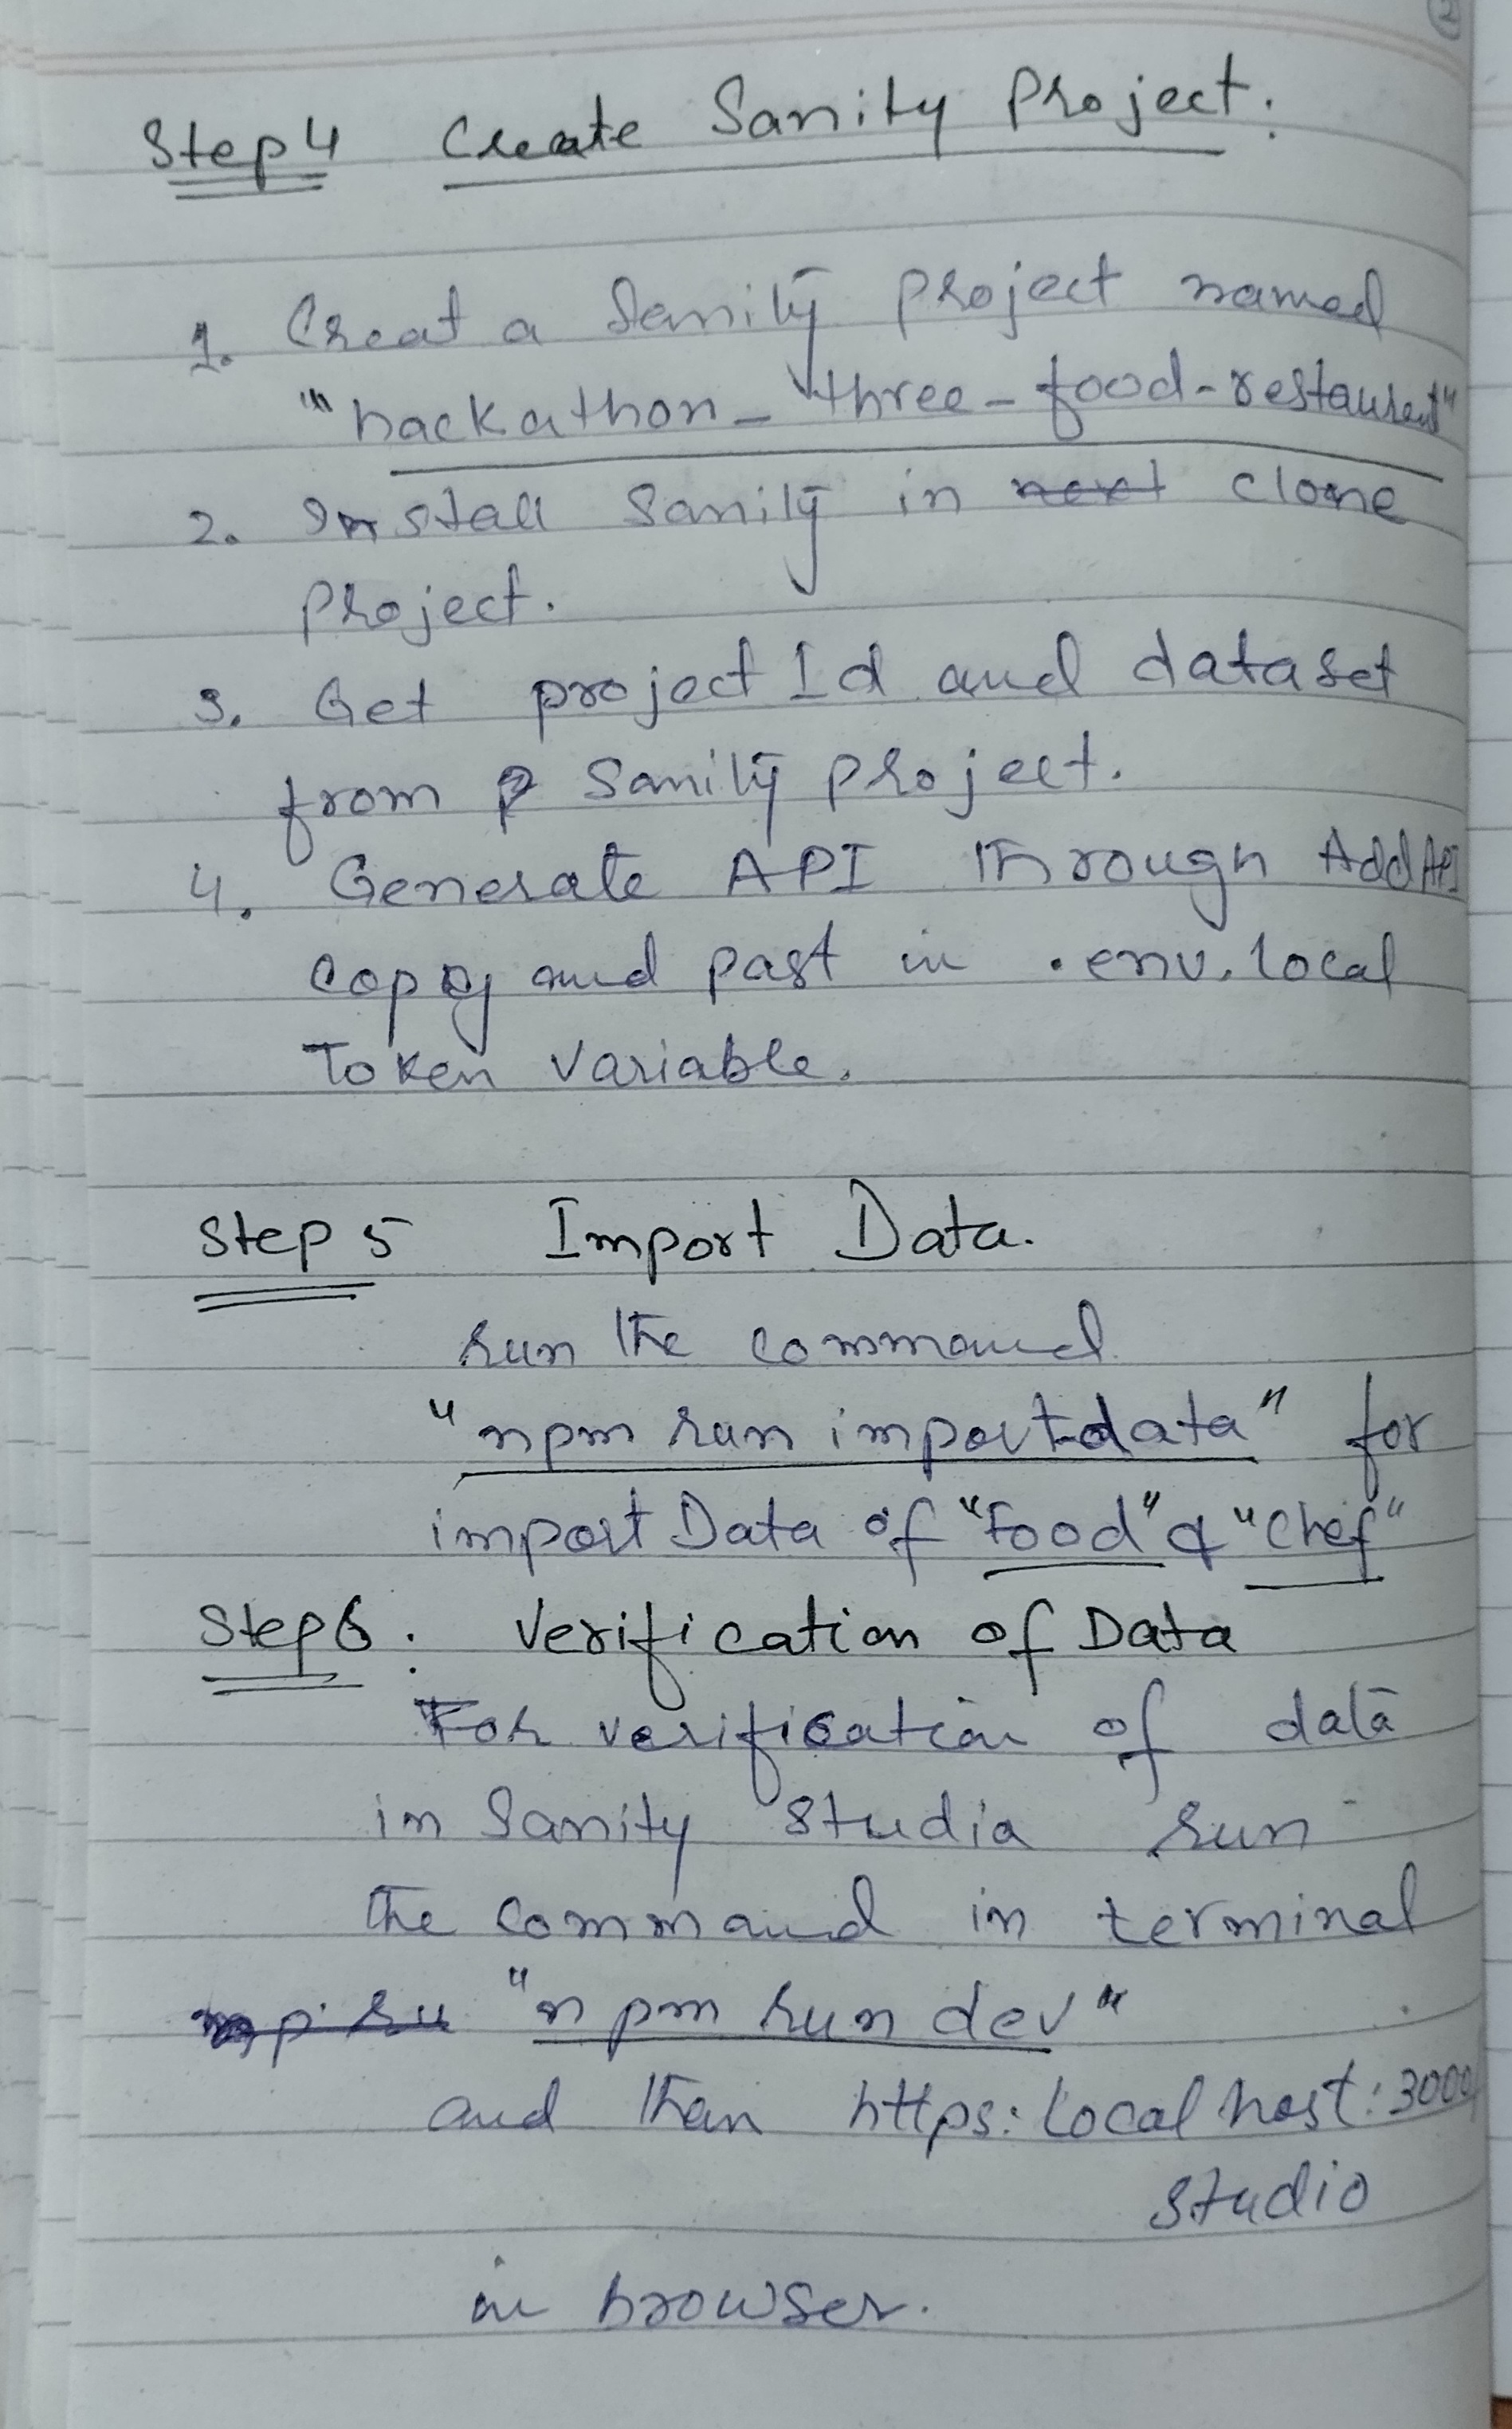 Step 4 Create Sanity Project:
1. Creat a Sanity project named
"hackathon-three-food-restaurent"
2. Install Sanity in next clone
project.
3. Get project Id and dataset
from Sanity project.
4. Generate API through Add API
copy and past in .env.local
Token variable.
Step 5 Import Data.
run the command
"npm run import-data" for
import Data of "Food" & "Chef"
Step 6: Verification of Data
For verification of data
in Sanity Studia run
the command in terminal
"npm run dev"
and then https: localhost:3000/
studio
in browser.